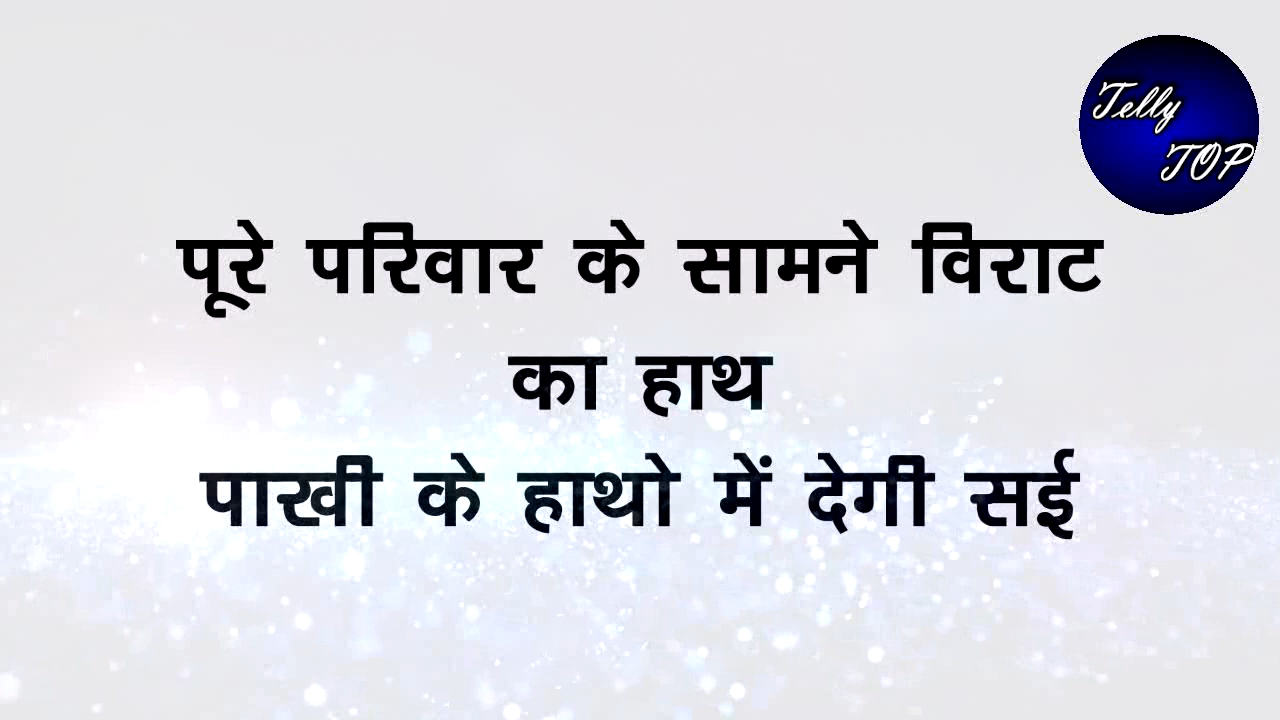 Telly
TOP
पूरे परिवार के सामने विराट
का हाथ
पाखी के हाथो में देगी सई